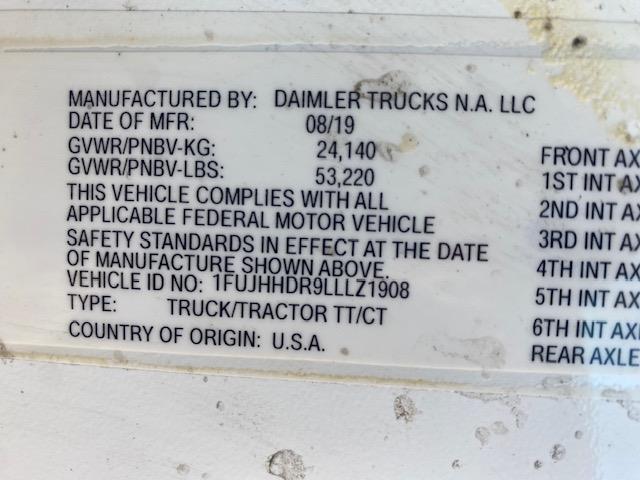 MANUFACTURED BY: DAIMLER TRUCKS N.A. LLC
DATE OF MFR: 08/19
GVWR/PNBV-KG: 24,140
GVWR/PNBV-LBS: 53,220
THIS VEHICLE COMPLIES WITH ALL
APPLICABLE FEDERAL MOTOR VEHICLE
SAFETY STANDARDS IN EFFECT AT THE DATE
OF MANUFACTURE SHOWN ABOVE.
VEHICLE ID NO: 1FUJHHDR9LLLZ1908
TYPE: TRUCK/TRACTOR TT/CT
COUNTRY OF ORIGIN: U.S.A.
FRONT AX
1ST INT AX
2ND INT AX
3RD INT AX
4TH INT AX
5TH INT AX
6TH INT AXL
REAR AXLE